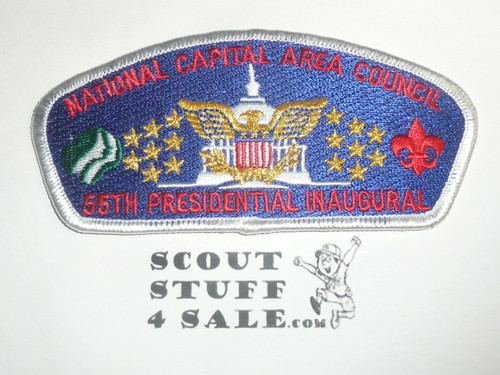 NATIONAL CAPITAL AREA COUNCIL
55TH PRESIDENTIAL INAUGURAL
SCOUT
STUFF
4 SALE.COM